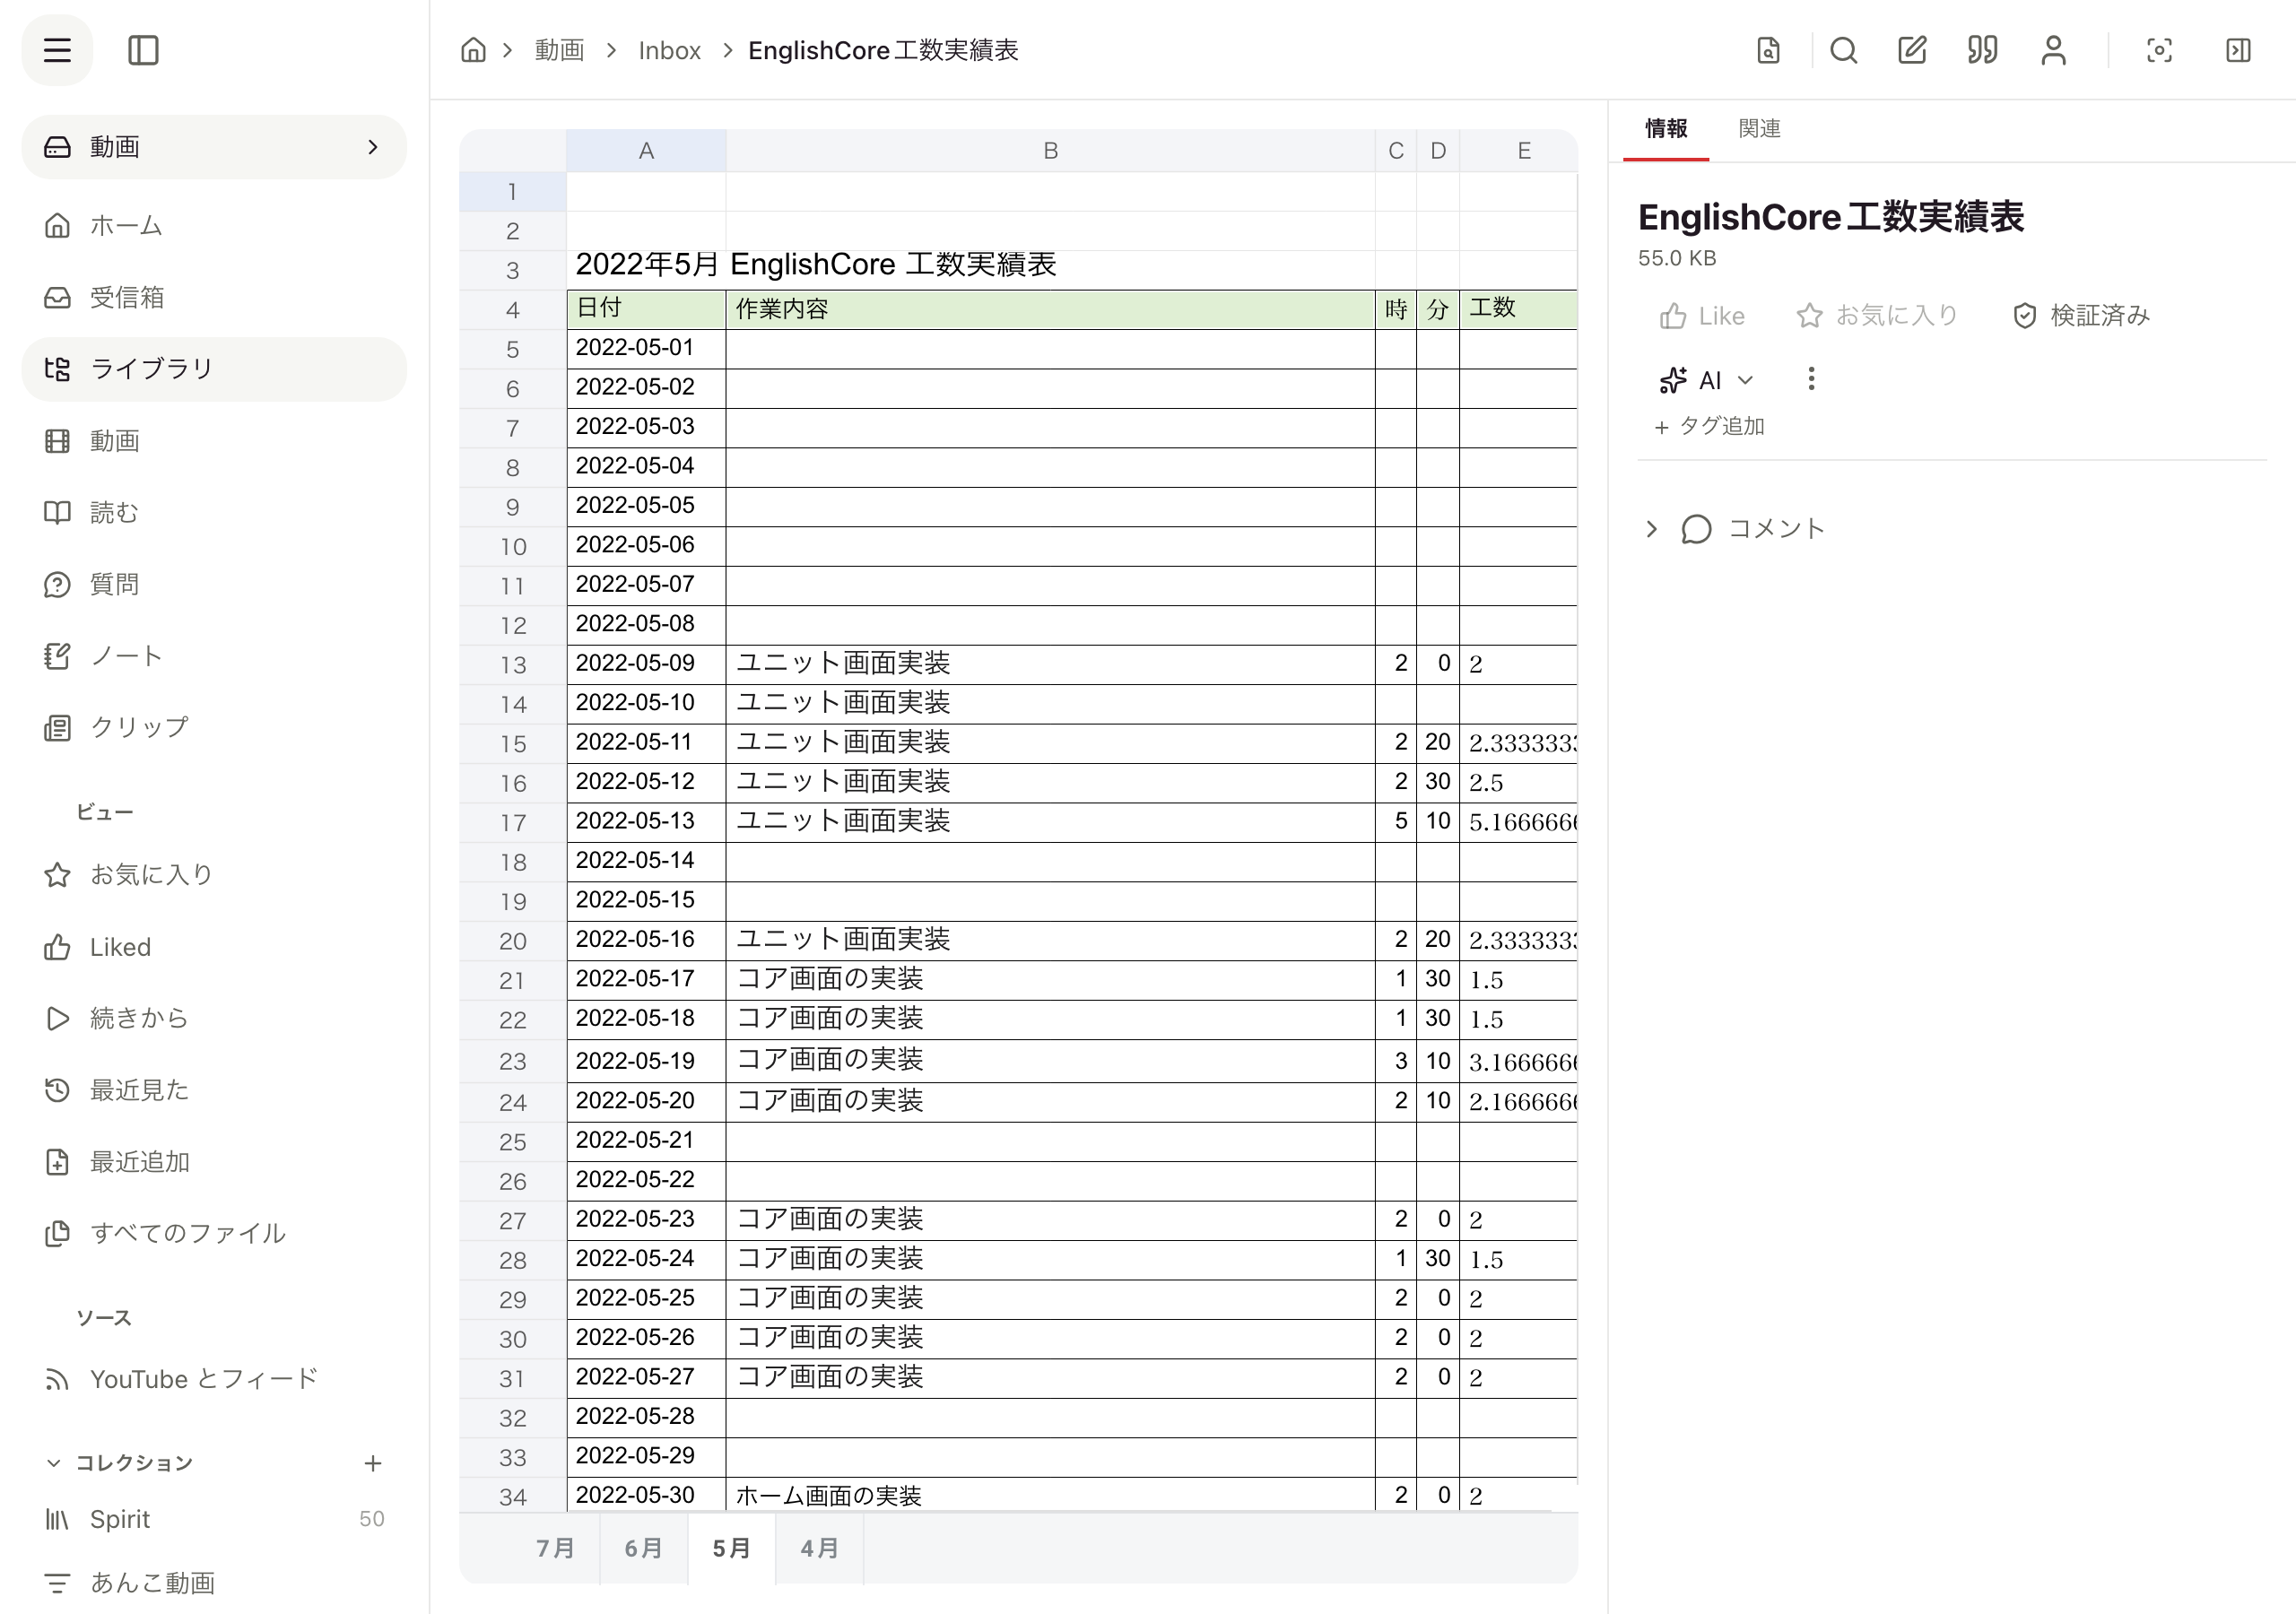 動画 Inbox EnglishCore工数実績表
動画
ホーム
受信箱
ライブラリ
動画
読む
質問
ノート
クリップ
ビュー
お気に入り
Liked
続きから
最近見た
最近追加
すべてのファイル
ソース
YouTube とフィード
コレクション +
Spirit 50
あんこ動画
A B C D E
1
2
3 2022年5月 EnglishCore 工数実績表
4 日付 作業内容 時 分 工数
5 2022-05-01
6 2022-05-02
7 2022-05-03
8 2022-05-04
9 2022-05-05
10 2022-05-06
11 2022-05-07
12 2022-05-08
13 2022-05-09 ユニット画面実装 2 0 2
14 2022-05-10 ユニット画面実装
15 2022-05-11 ユニット画面実装 2 20 2.3333333
16 2022-05-12 ユニット画面実装 2 30 2.5
17 2022-05-13 ユニット画面実装 5 10 5.1666666
18 2022-05-14
19 2022-05-15
20 2022-05-16 ユニット画面実装 2 20 2.3333333
21 2022-05-17 コア画面の実装 1 30 1.5
22 2022-05-18 コア画面の実装 1 30 1.5
23 2022-05-19 コア画面の実装 3 10 3.1666666
24 2022-05-20 コア画面の実装 2 10 2.1666666
25 2022-05-21
26 2022-05-22
27 2022-05-23 コア画面の実装 2 0 2
28 2022-05-24 コア画面の実装 1 30 1.5
29 2022-05-25 コア画面の実装 2 0 2
30 2022-05-26 コア画面の実装 2 0 2
31 2022-05-27 コア画面の実装 2 0 2
32 2022-05-28
33 2022-05-29
34 2022-05-30 ホーム画面の実装 2 0 2
7月 6月 5月 4月
情報 関連
EnglishCore工数実績表
55.0 KB
Like お気に入り 検証済み
AI
+ タグ追加
コメント